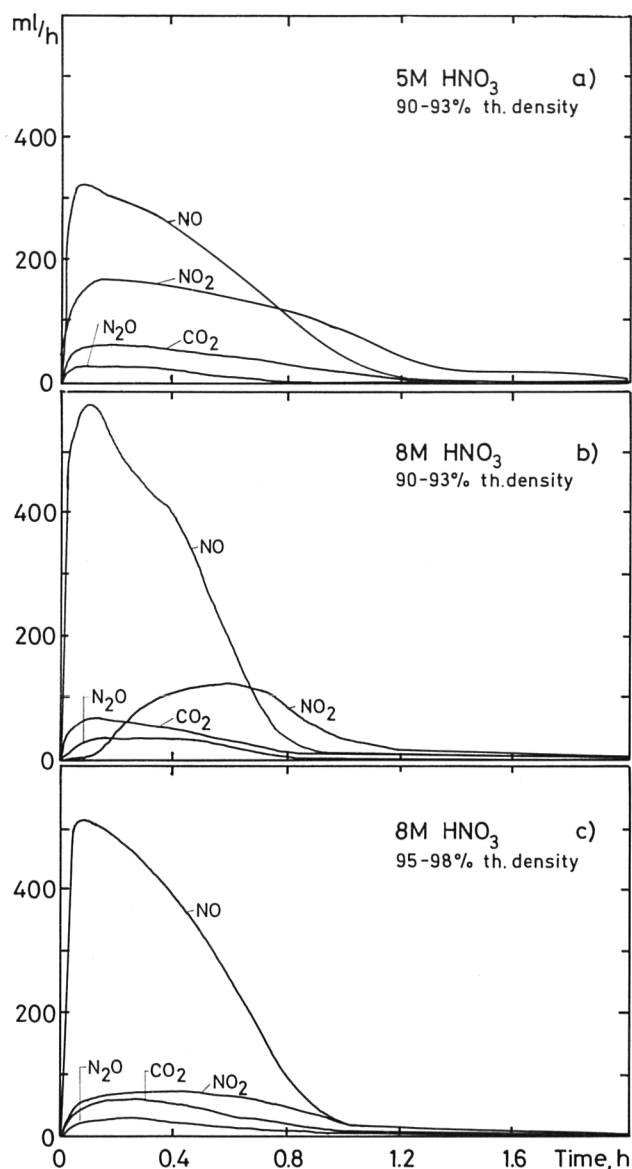 ml/h
5M HNO₃ a)
90-93% th. density
400
NO
200
NO₂
N₂O
CO₂
0
8M HNO₃ b)
90-93% th.density
400
NO
200
N₂O
CO₂
NO₂
0
8M HNO₃ c)
95-98% th. density
400
NO
200
N₂O
CO₂
NO₂
0
0 0.4 0.8 1.2 1.6 Time,h